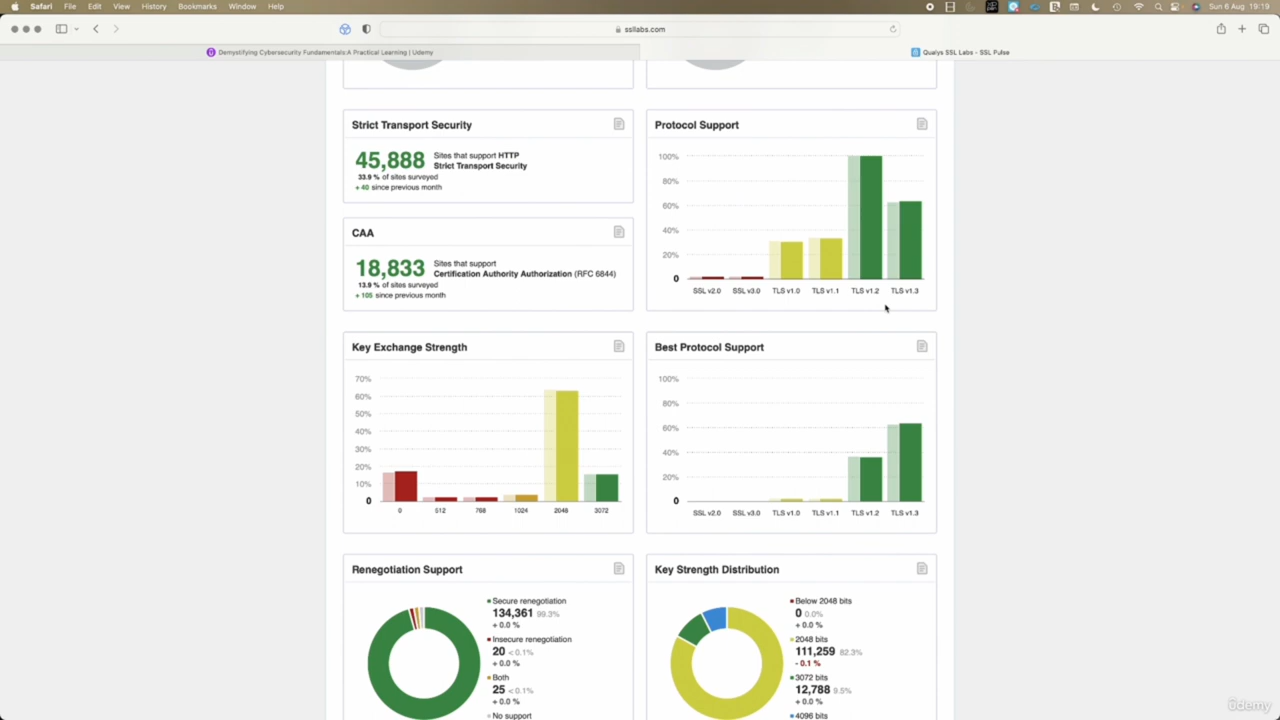 Safari File Edit View History Bookmarks Window Help Sun 6 Aug 19:19
ssllabs.com
Demystifying Cybersecurity Fundamentals:A Practical Learning | Udemy
Qualys SSL Labs - SSL Pulse
Strict Transport Security
45,888 Sites that support HTTP
Strict Transport Security
33.9 % of sites surveyed
+ 40 since previous month
CAA
18,833 Sites that support
Certification Authority Authorization (RFC 6844)
13.9 % of sites surveyed
+ 105 since previous month
Protocol Support
100%
80%
60%
40%
20%
0
SSL v2.0 SSL v3.0 TLS v1.0 TLS v1.1 TLS v1.2 TLS v1.3
Key Exchange Strength
70%
60%
50%
40%
30%
20%
10%
0
0 512 768 1024 2048 3072
Best Protocol Support
100%
80%
60%
40%
20%
0
SSL v2.0 SSL v3.0 TLS v1.0 TLS v1.1 TLS v1.2 TLS v1.3
Renegotiation Support
Secure renegotiation
134,361 99.3%
+ 0.0 %
Insecure renegotiation
20 < 0.1%
+ 0.0 %
Both
25 < 0.1%
+ 0.0 %
No support
Key Strength Distribution
Below 2048 bits
0 0.0%
+ 0.0 %
2048 bits
111,259 82.3%
- 0.1 %
3072 bits
12,788 9.5%
+ 0.0 %
4096 bits
ûdemy